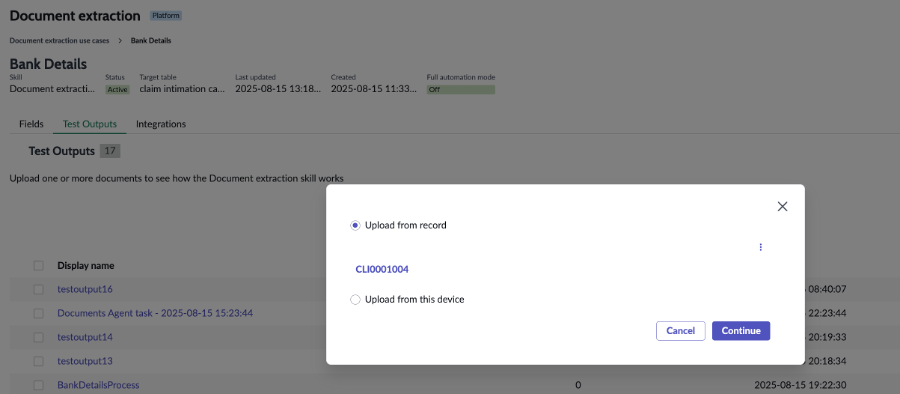 Document extraction Platform
Document extraction use cases > Bank Details
Bank Details
Skill Status Target table Last updated Created Full automation mode
Document extracti... Active claim intimation ca... 2025-08-15 13:18... 2025-08-15 11:33... Off
Fields Test Outputs Integrations
Test Outputs 17
Upload one or more documents to see how the Document extraction skill works
Upload from record
CLI0001004
Upload from this device
Cancel Continue
Display name
testoutput16 08:40:07
Documents Agent task - 2025-08-15 15:23:44 22:23:44
testoutput14 20:19:33
testoutput13 20:18:34
BankDetailsProcess 0 2025-08-15 19:22:30